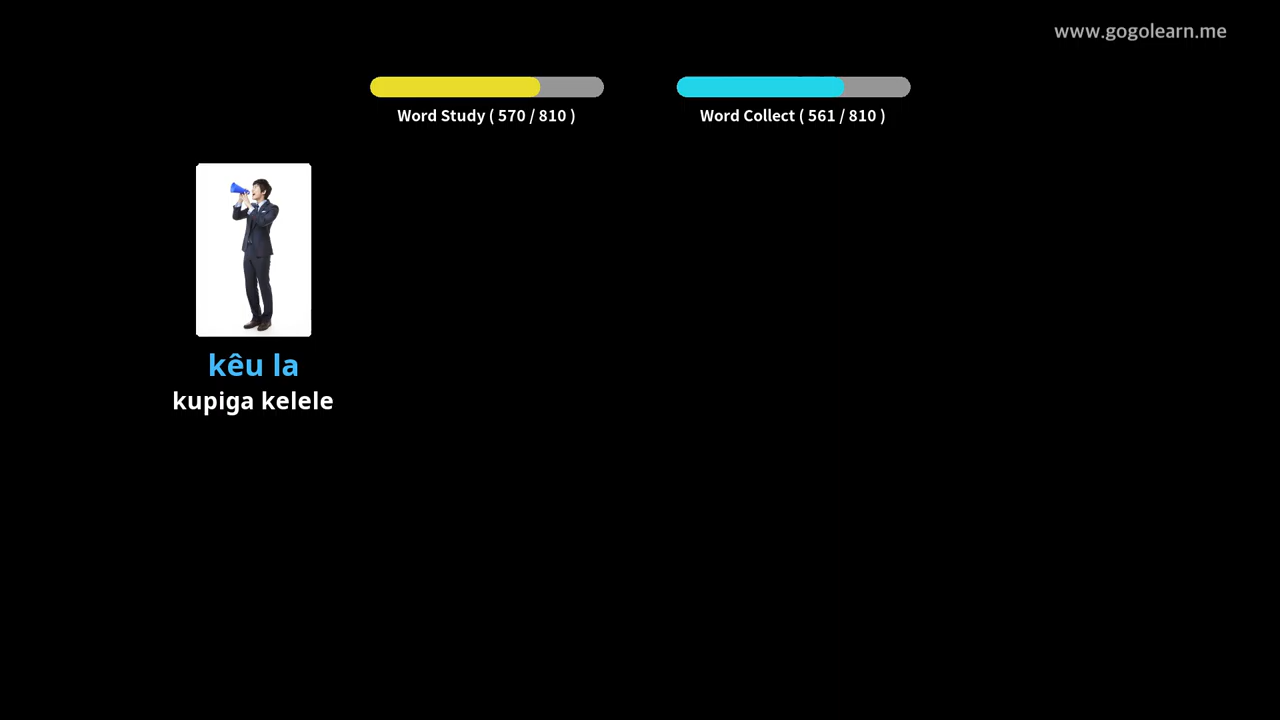 www.gogolearn.me
Word Study ( 570 / 810 )
Word Collect ( 561 / 810 )
kêu la
kupiga kelele